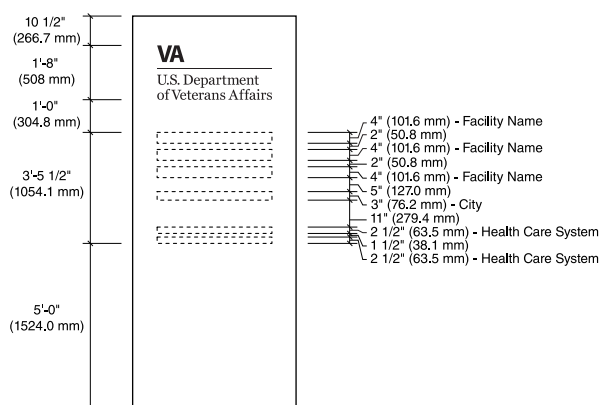 10 1/2"
(266.7 mm)
1'-8"
(508 mm)
1'-0"
(304.8 mm)
3'-5 1/2"
(1054.1 mm)
5'-0"
(1524.0 mm)
VA
U.S. Department
of Veterans Affairs
4" (101.6 mm) - Facility Name
2" (50.8 mm)
4" (101.6 mm) - Facility Name
2" (50.8 mm)
4" (101.6 mm) - Facility Name
5" (127.0 mm)
3" (76.2 mm) - City
11" (279.4 mm)
2 1/2" (63.5 mm) - Health Care System
1 1/2" (38.1 mm)
2 1/2" (63.5 mm) - Health Care System